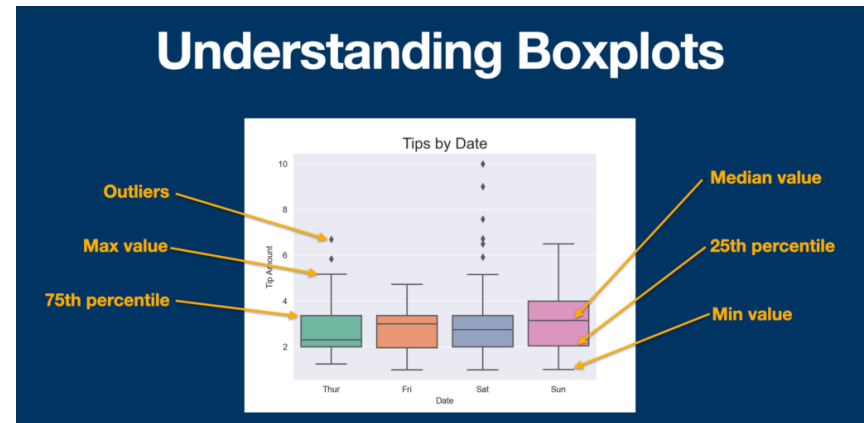 Understanding Boxplots
Tips by Date
10
8
6
4
2
Tip Amount
Thur Fri Sat Sun
Date
Outliers
Max value
75th percentile
Median value
25th percentile
Min value